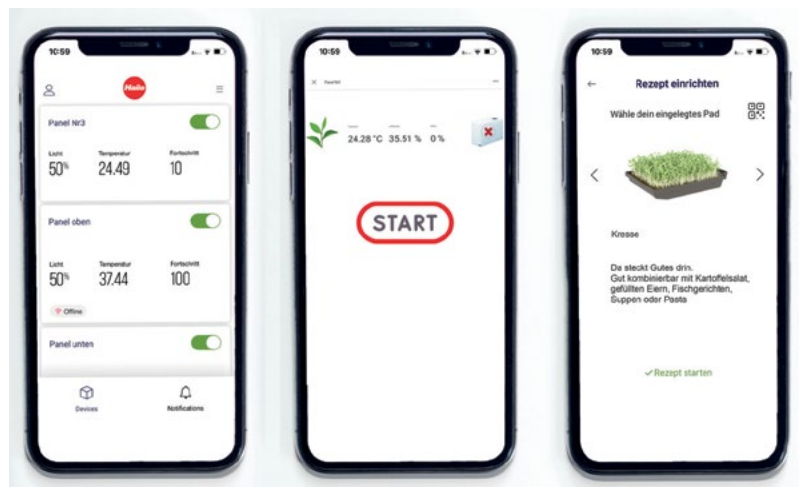 10:59
Hailo
Panel Nr3
Licht Temperatur Fortschritt
50% 24.49 10
Panel oben
Licht Temperatur Fortschritt
50% 37.44 100
Offline
Panel unten
Devices Notifications
10:59
24.28 °C 35.51 % 0 %
START
10:59
Rezept einrichten
Wähle dein eingelegtes Pad
Kresse
Da steckt Gutes drin.
Gut kombinierbar mit Kartoffelsalat,
gefüllten Eiern, Fischgerichten,
Suppen oder Pasta
Rezept starten